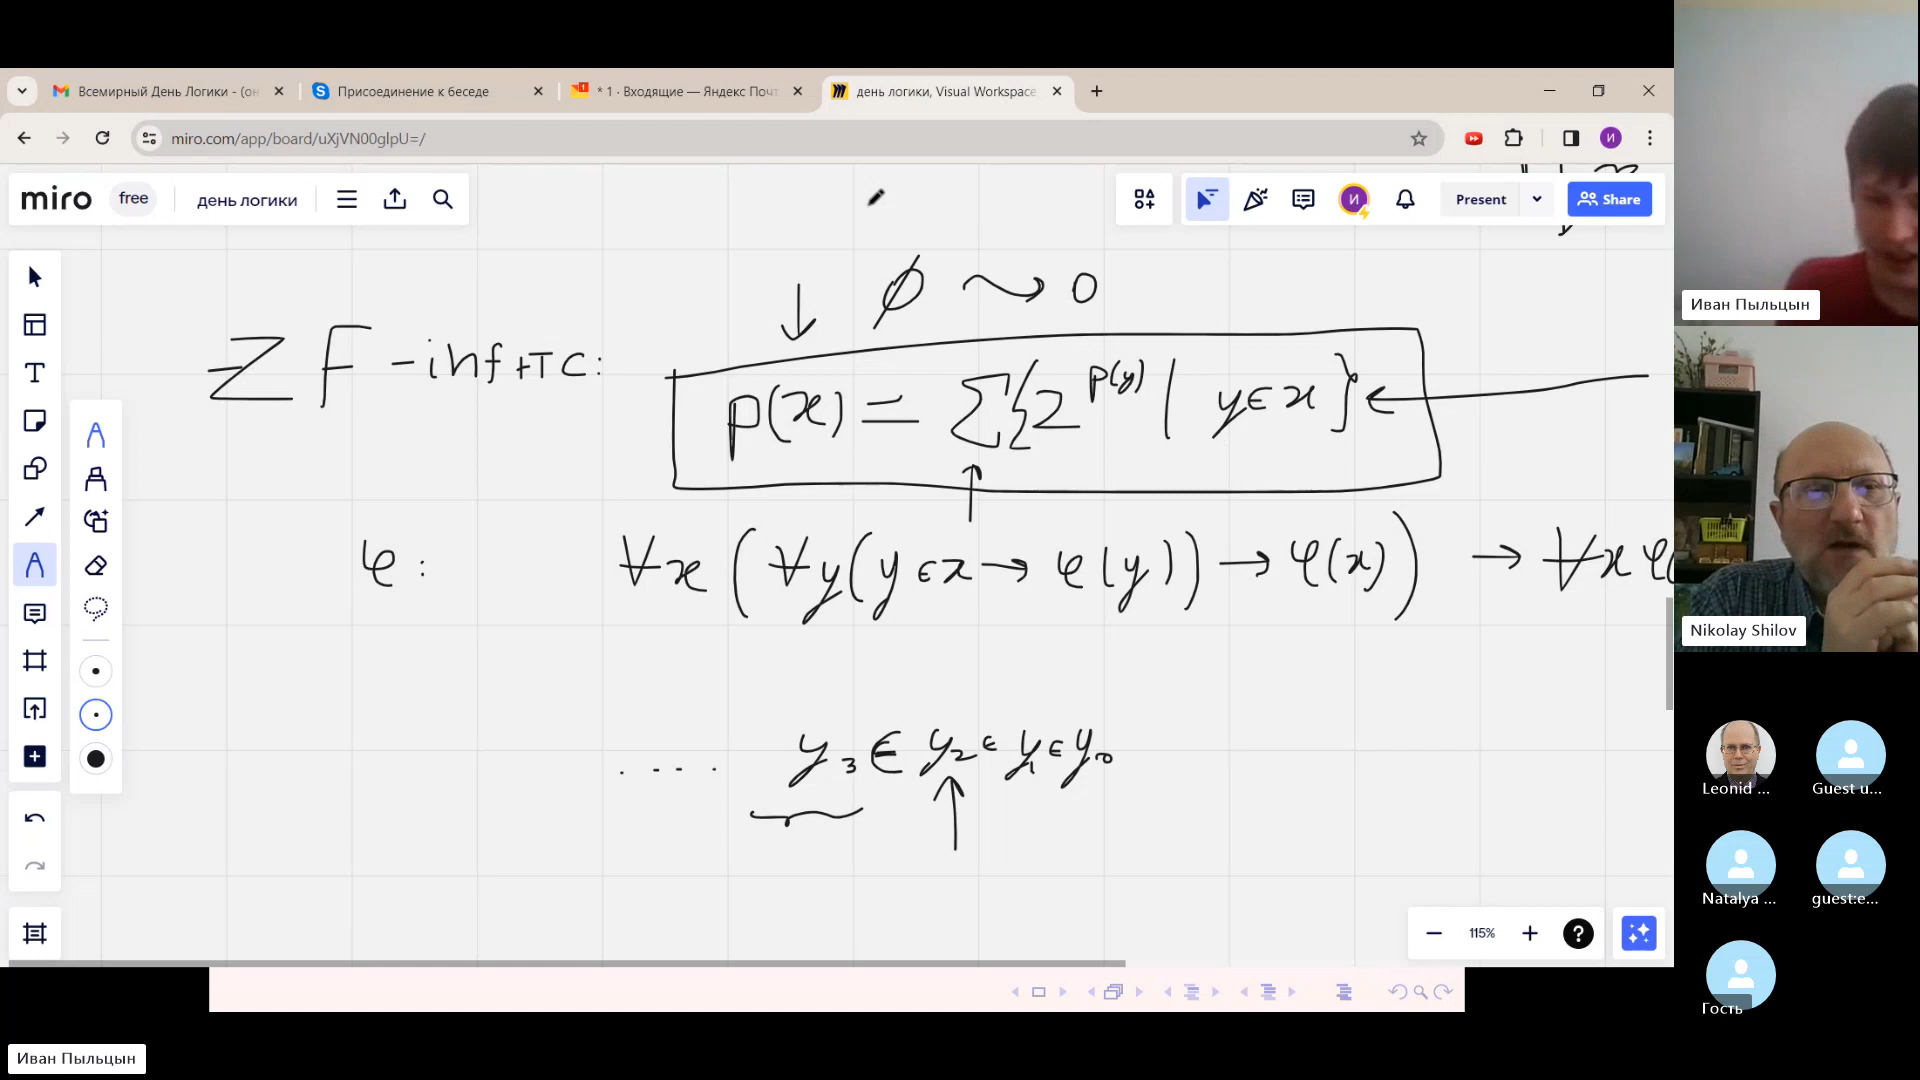 Всемирный День Логики - (он
Присоединение к беседе
* 1 · Входящие — Яндекс Почт
день логики, Visual Workspace
miro.com/app/board/uXjVN00glpU=/
И
miro
free
день логики
И
Present
Share
∅ ⇝ 0
ZF -inf+TC:
p(x) = Σ{2^p(y) | y∈x}
φ: ∀x (∀y(y∈x → φ(y)) → φ(x)) → ∀x φ(
.... y₃ ∈ y₂ ∈ y₁ ∈ y₀
115%
Иван Пыльцын
Nikolay Shilov
Leonid ...
Guest u...
Natalya ...
guest:e...
Гость
Иван Пыльцын